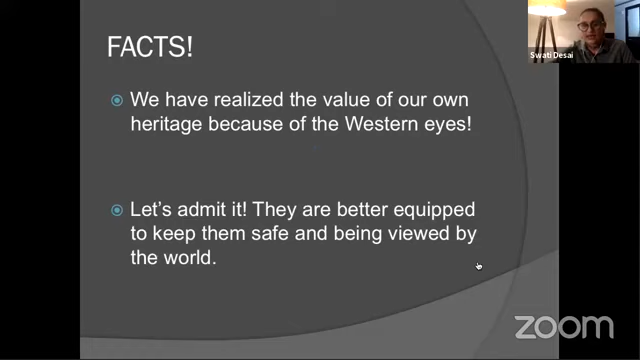 FACTS!
Swati Desai
We have realized the value of our own
heritage because of the Western eyes!
Let's admit it! They are better equipped
to keep them safe and being viewed by
the world.
zoom